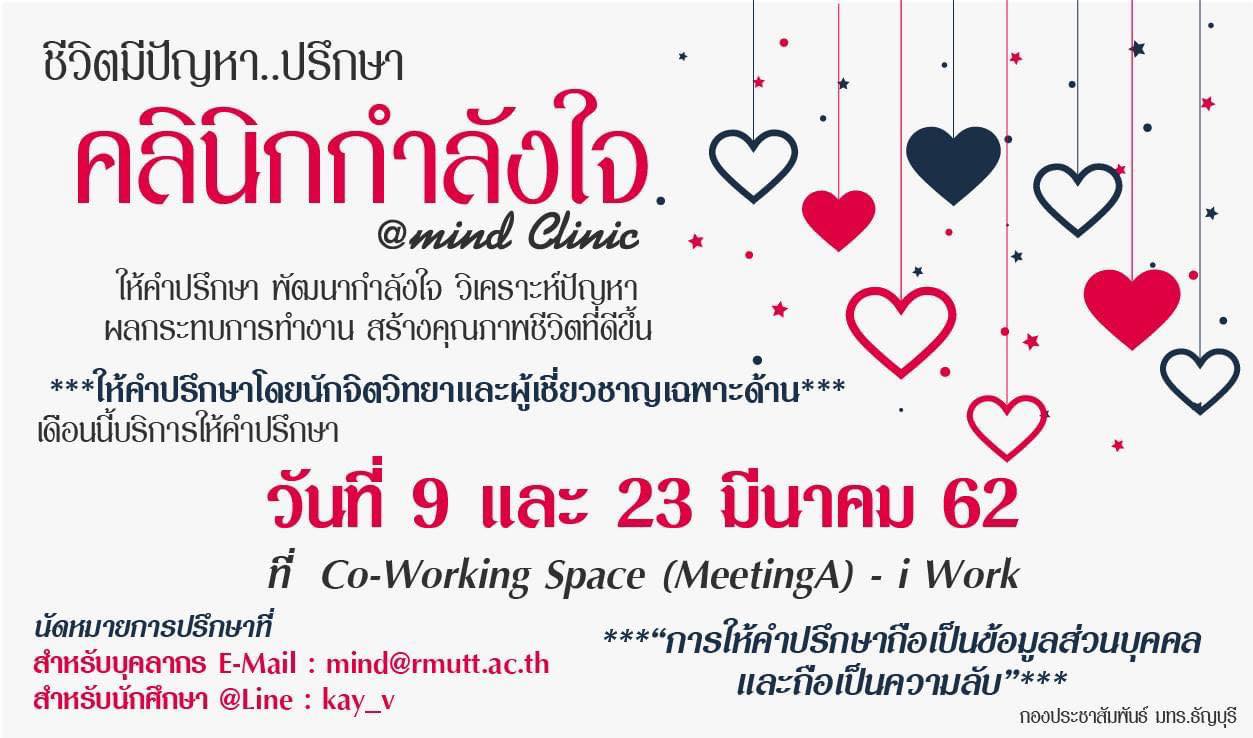 ชีวิตมีปัญหา..ปรึกษา
คลินิกกำลังใจ
@mind Clinic
ให้คำปรึกษา พัฒนากำลังใจ วิเคราะห์ปัญหา
ผลกระทบการทำงาน สร้างคุณภาพชีวิตที่ดีขึ้น
***ให้คำปรึกษาโดยนักจิตวิทยาและผู้เชี่ยวชาญเฉพาะด้าน***
เดือนนี้บริการให้คำปรึกษา
วันที่ 9 และ 23 มีนาคม 62
ที่ Co-Working Space (MeetingA) - i Work
นัดหมายการปรึกษาที่
สำหรับบุคลากร E-Mail : mind@rmutt.ac.th
สำหรับนักศึกษา @Line : kay_v
***“การให้คำปรึกษาถือเป็นข้อมูลส่วนบุคคล
และถือเป็นความลับ”***
กองประชาสัมพันธ์ มทร.ธัญบุรี